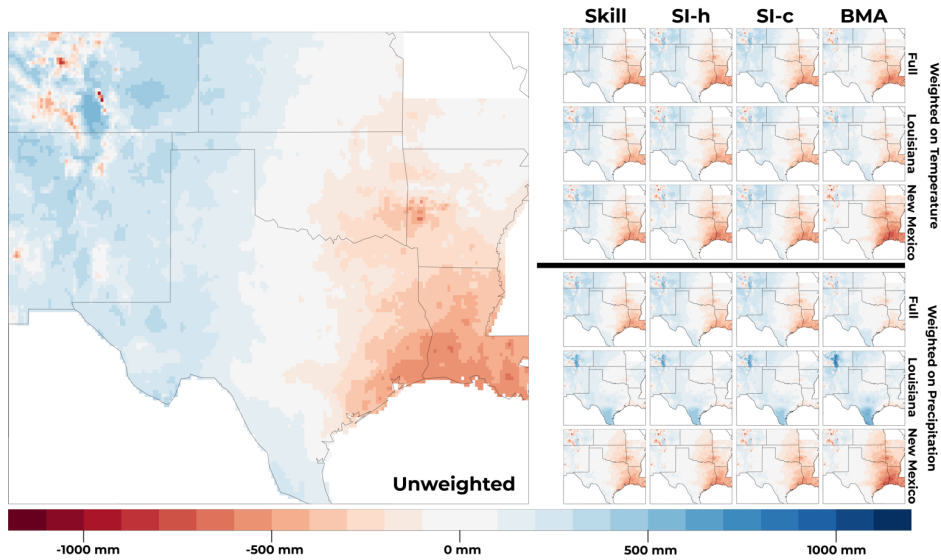 Skill SI-h SI-c BMA
Full
Louisiana
New Mexico
Weighted on Temperature
Full
Louisiana
New Mexico
Weighted on Precipitation
Unweighted
-1000 mm -500 mm 0 mm 500 mm 1000 mm